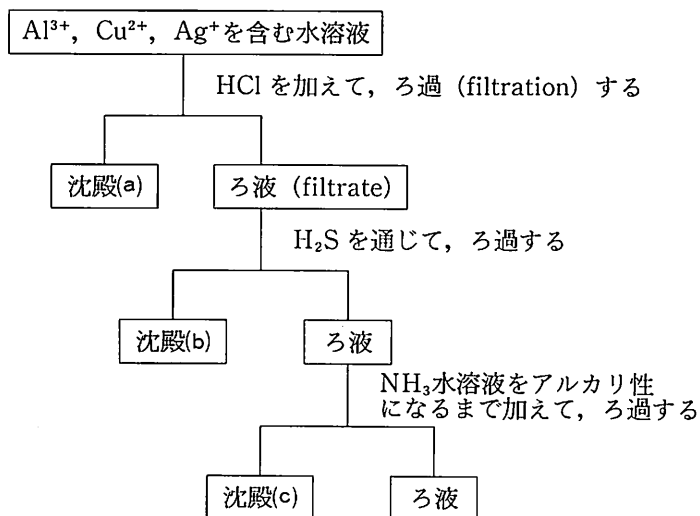 Al³⁺, Cu²⁺, Ag⁺を含む水溶液
HCl を加えて，ろ過（filtration）する
沈殿(a)
ろ液（filtrate）
H₂S を通じて，ろ過する
沈殿(b)
ろ液
NH₃水溶液をアルカリ性
になるまで加えて，ろ過する
沈殿(c)
ろ液